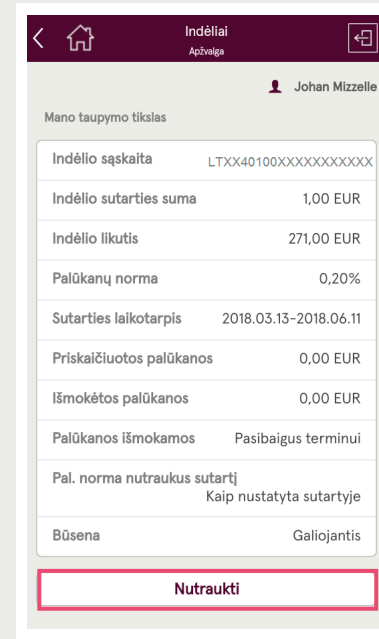 Indėliai
Apžvalga
Johan Mizzelle
Mano taupymo tikslas
Indėlio sąskaita LTXX40100XXXXXXXXXXX
Indėlio sutarties suma 1,00 EUR
Indėlio likutis 271,00 EUR
Palūkanų norma 0,20%
Sutarties laikotarpis 2018.03.13-2018.06.11
Priskaičiuotos palūkanos 0,00 EUR
Išmokėtos palūkanos 0,00 EUR
Palūkanos išmokamos Pasibaigus terminui
Pal. norma nutraukus sutartį
Kaip nustatyta sutartyje
Būsena Galiojantis
Nutraukti